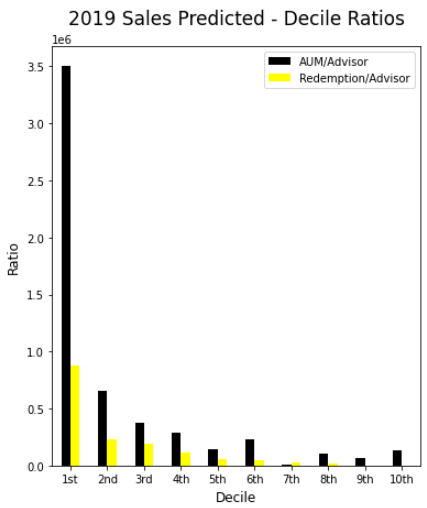 2019 Sales Predicted - Decile Ratios
1e6
AUM/Advisor
Redemption/Advisor
3.5
3.0
2.5
2.0
1.5
1.0
0.5
0.0
Ratio
1st 2nd 3rd 4th 5th 6th 7th 8th 9th 10th
Decile